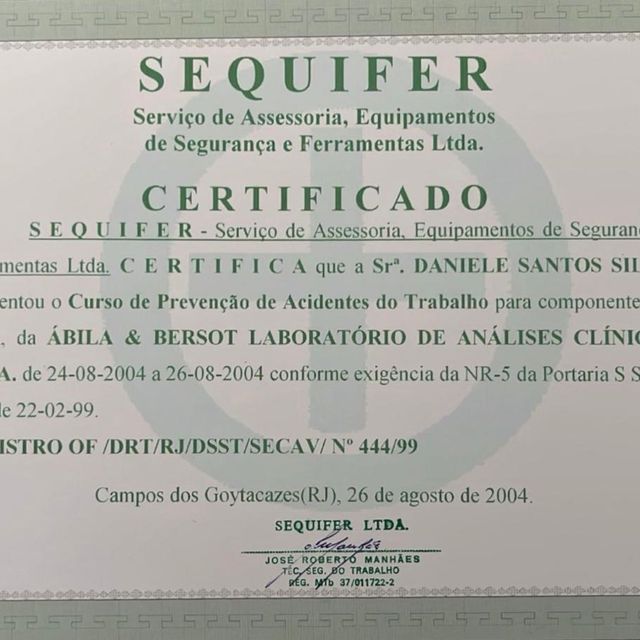 SEQUIFER
Serviço de Assessoria, Equipamentos
de Segurança e Ferramentas Ltda.
CERTIFICADO
SEQUIFER - Serviço de Assessoria, Equipamentos de Seguran
mentas Ltda. CERTIFICA que a Srª. DANIELE SANTOS SIL
entou o Curso de Prevenção de Acidentes do Trabalho para componente
, da ÁBILA & BERSOT LABORATÓRIO DE ANÁLISES CLÍNIC
A. de 24-08-2004 a 26-08-2004 conforme exigência da NR-5 da Portaria S S
de 22-02-99.
ISTRO OF /DRT/RJ/DSST/SECAV/ Nº 444/99
Campos dos Goytacazes(RJ), 26 de agosto de 2004.
SEQUIFER LTDA.
JOSÉ ROBERTO MANHÃES
TÉC. SEG. DO TRABALHO
REG. MTb 37/011722-2